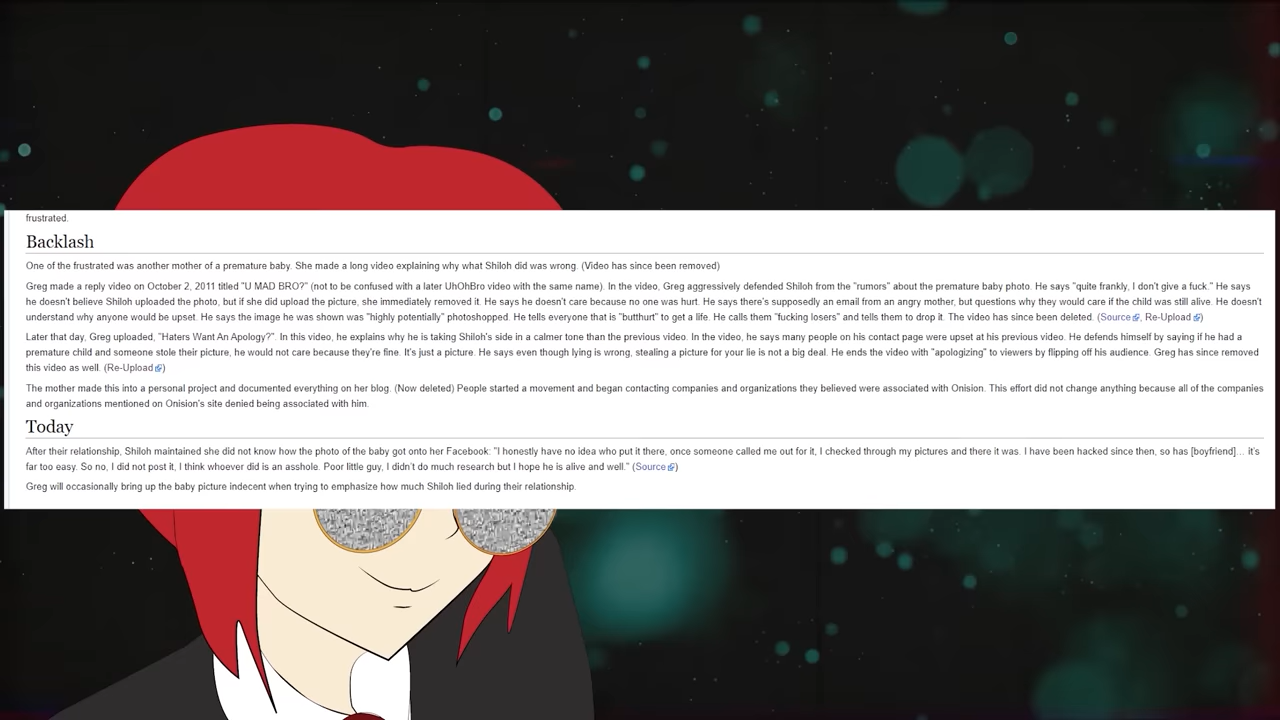 frustrated.
Backlash
One of the frustrated was another mother of a premature baby. She made a long video explaining why what Shiloh did was wrong. (Video has since been removed)
Greg made a reply video on October 2, 2011 titled "U MAD BRO?" (not to be confused with a later UhOhBro video with the same name). In the video, Greg aggressively defended Shiloh from the "rumors" about the premature baby photo. He says "quite frankly, I don't give a fuck." He says
he doesn't believe Shiloh uploaded the photo, but if she did upload the picture, she immediately removed it. He says he doesn't care because no one was hurt. He says there's supposedly an email from an angry mother, but questions why they would care if the child was still alive. He doesn't
understand why anyone would be upset. He says the image he was shown was "highly potentially" photoshopped. He tells everyone that is "butthurt" to get a life. He calls them "fucking losers" and tells them to drop it. The video has since been deleted. (Source, Re-Upload)
Later that day, Greg uploaded, "Haters Want An Apology?". In this video, he explains why he is taking Shiloh's side in a calmer tone than the previous video. In the video, he says many people on his contact page were upset at his previous video. He defends himself by saying if he had a
premature child and someone stole their picture, he would not care because they're fine. It's just a picture. He says even though lying is wrong, stealing a picture for your lie is not a big deal. He ends the video with "apologizing" to viewers by flipping off his audience. Greg has since removed
this video as well. (Re-Upload)
The mother made this into a personal project and documented everything on her blog. (Now deleted) People started a movement and began contacting companies and organizations they believed were associated with Onision. This effort did not change anything because all of the companies
and organizations mentioned on Onision's site denied being associated with him.
Today
After their relationship, Shiloh maintained she did not know how the photo of the baby got onto her Facebook: "I honestly have no idea who put it there, once someone called me out for it, I checked through my pictures and there it was. I have been hacked since then, so has [boyfriend]... it's
far too easy. So no, I did not post it, I think whoever did is an asshole. Poor little guy, I didn't do much research but I hope he is alive and well." (Source)
Greg will occasionally bring up the baby picture indecent when trying to emphasize how much Shiloh lied during their relationship.